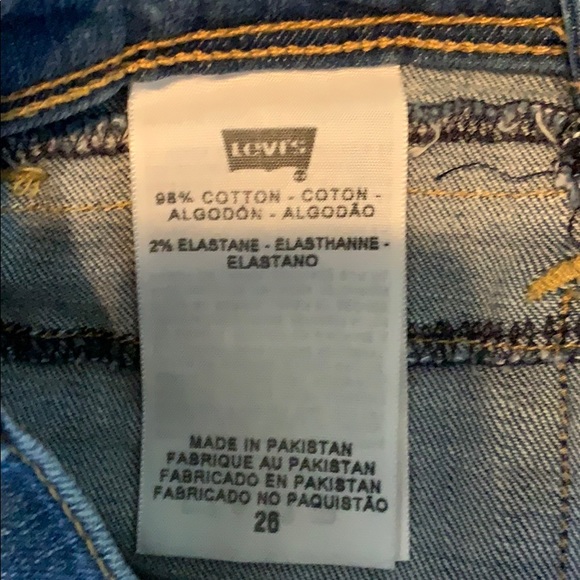 Levi's
98% COTTON - COTON -
ALGODÓN - ALGODÃO
2% ELASTANE - ÉLASTHANNE -
ELASTANO
MADE IN PAKISTAN
FABRIQUE AU PAKISTAN
FABRICADO EN PAKISTAN
FABRICADO NO PAQUISTÃO
26